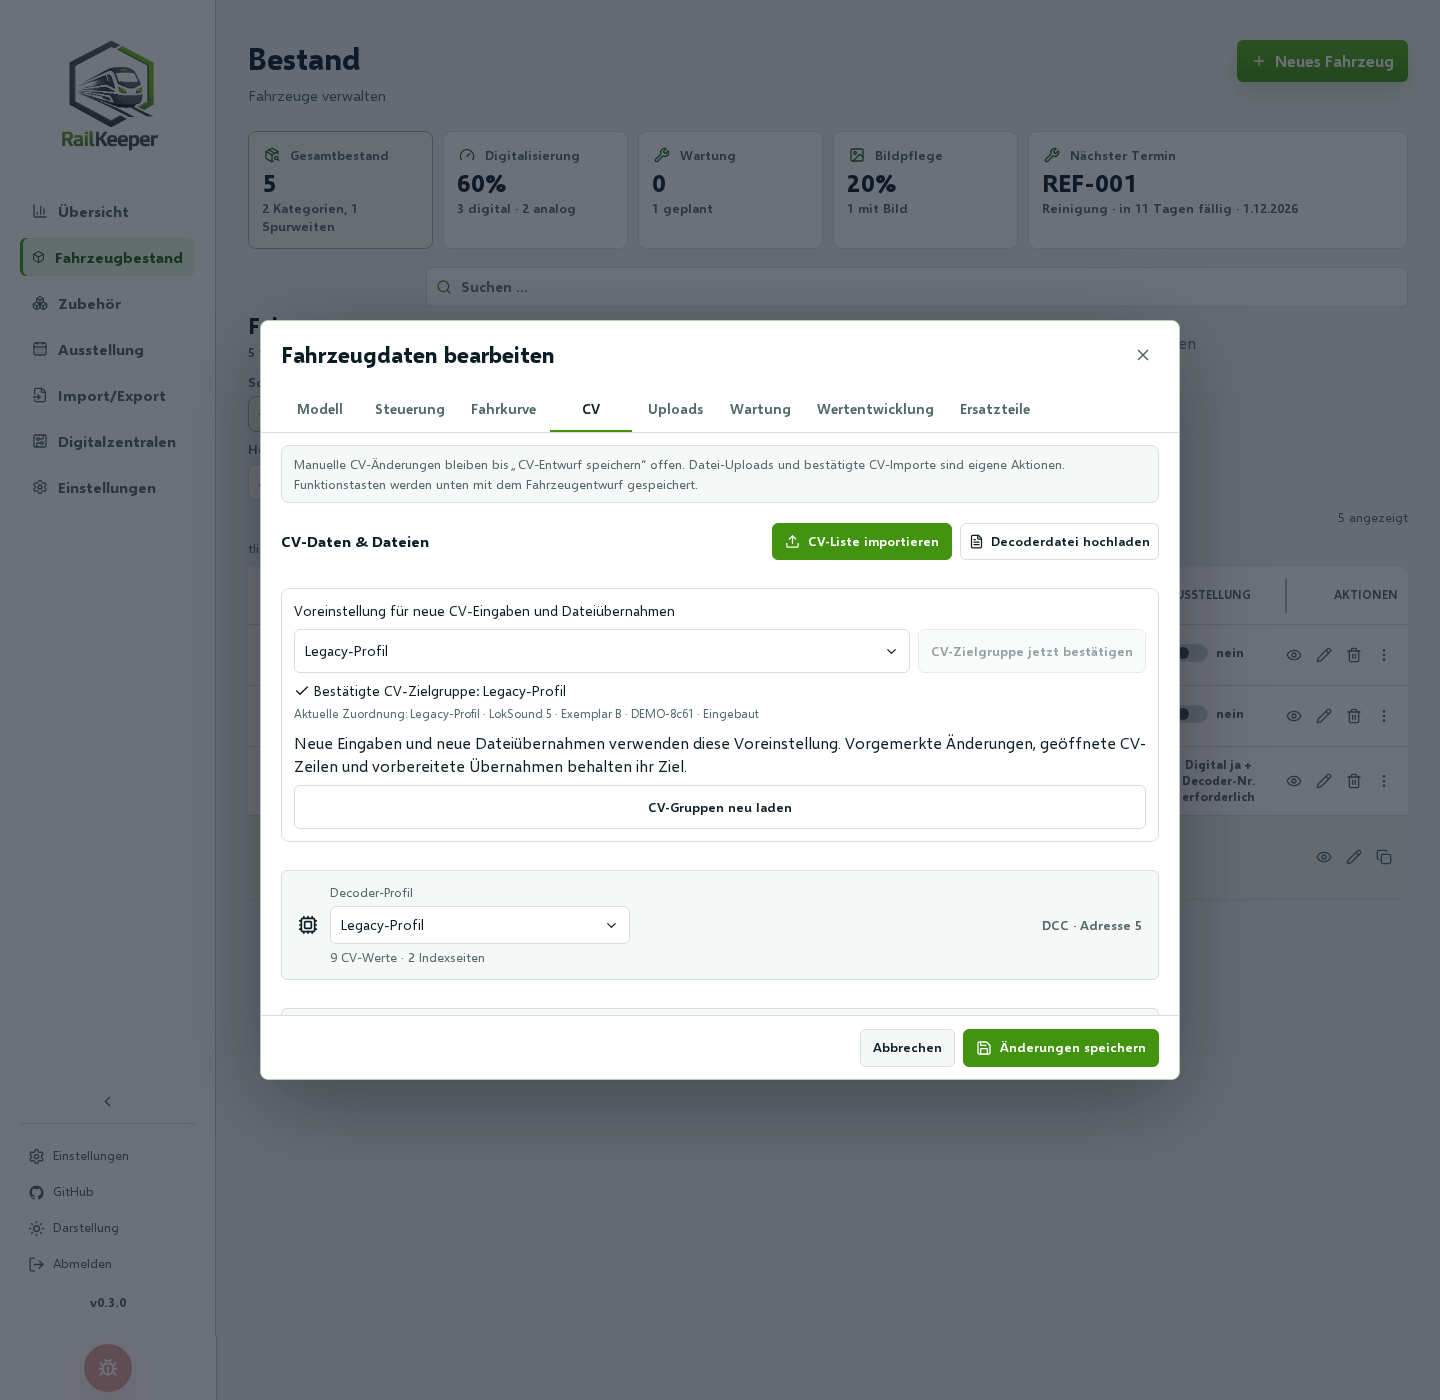 RailKeeper
Übersicht
Fahrzeugbestand
Zubehör
Ausstellung
Import/Export
Digitalzentralen
Einstellungen
Einstellungen
GitHub
Darstellung
Abmelden
v0.3.0
Bestand
Fahrzeuge verwalten
Neues Fahrzeug
Gesamtbestand
5
2 Kategorien, 1
Spurweiten
Digitalisierung
60%
3 digital · 2 analog
Wartung
0
1 geplant
Bildpflege
20%
1 mit Bild
Nächster Termin
REF-001
Reinigung · in 11 Tagen fällig · 1.12.2026
Suchen ...
5 angezeigt
AKTIONEN
nein
nein
Digital ja +
Decoder-Nr.
erforderlich
Fahrzeugdaten bearbeiten
Modell
Steuerung
Fahrkurve
CV
Uploads
Wartung
Wertentwicklung
Ersatzteile
Manuelle CV-Änderungen bleiben bis „CV-Entwurf speichern“ offen. Datei-Uploads und bestätigte CV-Importe sind eigene Aktionen.
Funktionstasten werden unten mit dem Fahrzeugentwurf gespeichert.
CV-Daten & Dateien
CV-Liste importieren
Decoderdatei hochladen
Voreinstellung für neue CV-Eingaben und Dateiübernahmen
Legacy-Profil
CV-Zielgruppe jetzt bestätigen
Bestätigte CV-Zielgruppe: Legacy-Profil
Aktuelle Zuordnung: Legacy-Profil · LokSound 5 · Exemplar B · DEMO-8c61 · Eingebaut
Neue Eingaben und neue Dateiübernahmen verwenden diese Voreinstellung. Vorgemerkte Änderungen, geöffnete CV-
Zeilen und vorbereitete Übernahmen behalten ihr Ziel.
CV-Gruppen neu laden
Decoder-Profil
Legacy-Profil
9 CV-Werte · 2 Indexseiten
DCC · Adresse 5
Abbrechen
Änderungen speichern